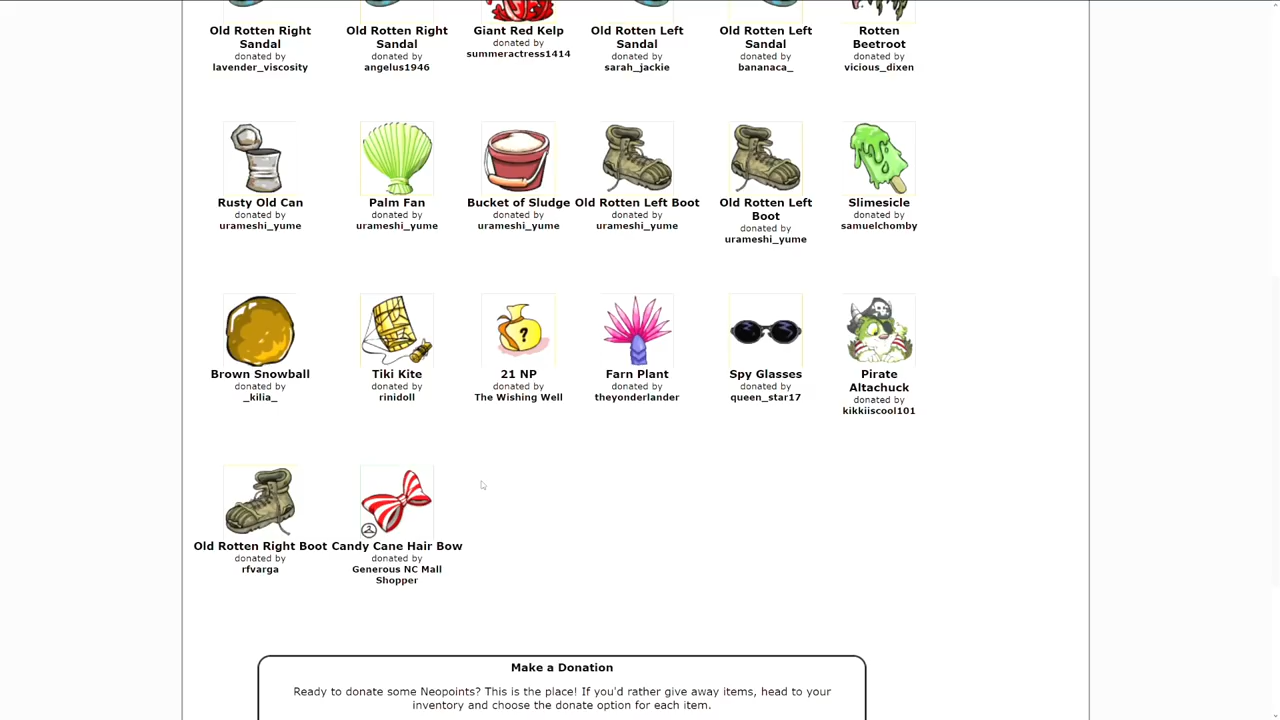 Old Rotten Right
Sandal
donated by
lavender_viscosity
Old Rotten Right
Sandal
donated by
angelus1946
Giant Red Kelp
donated by
summeractress1414
Old Rotten Left
Sandal
donated by
sarah_jackie
Old Rotten Left
Sandal
donated by
bananaca_
Rotten
Beetroot
donated by
vicious_dixen
Rusty Old Can
donated by
urameshi_yume
Palm Fan
donated by
urameshi_yume
Bucket of Sludge
donated by
urameshi_yume
Old Rotten Left Boot
donated by
urameshi_yume
Old Rotten Left
Boot
donated by
urameshi_yume
Slimesicle
donated by
samuelchomby
Brown Snowball
donated by
_kilia_
Tiki Kite
donated by
rinidoll
?
21 NP
donated by
The Wishing Well
Farn Plant
donated by
theyonderlander
Spy Glasses
donated by
queen_star17
Pirate
Altachuck
donated by
kikkiiscool101
Old Rotten Right Boot
donated by
rfvarga
Candy Cane Hair Bow
donated by
Generous NC Mall
Shopper
Make a Donation
Ready to donate some Neopoints? This is the place! If you'd rather give away items, head to your
inventory and choose the donate option for each item.